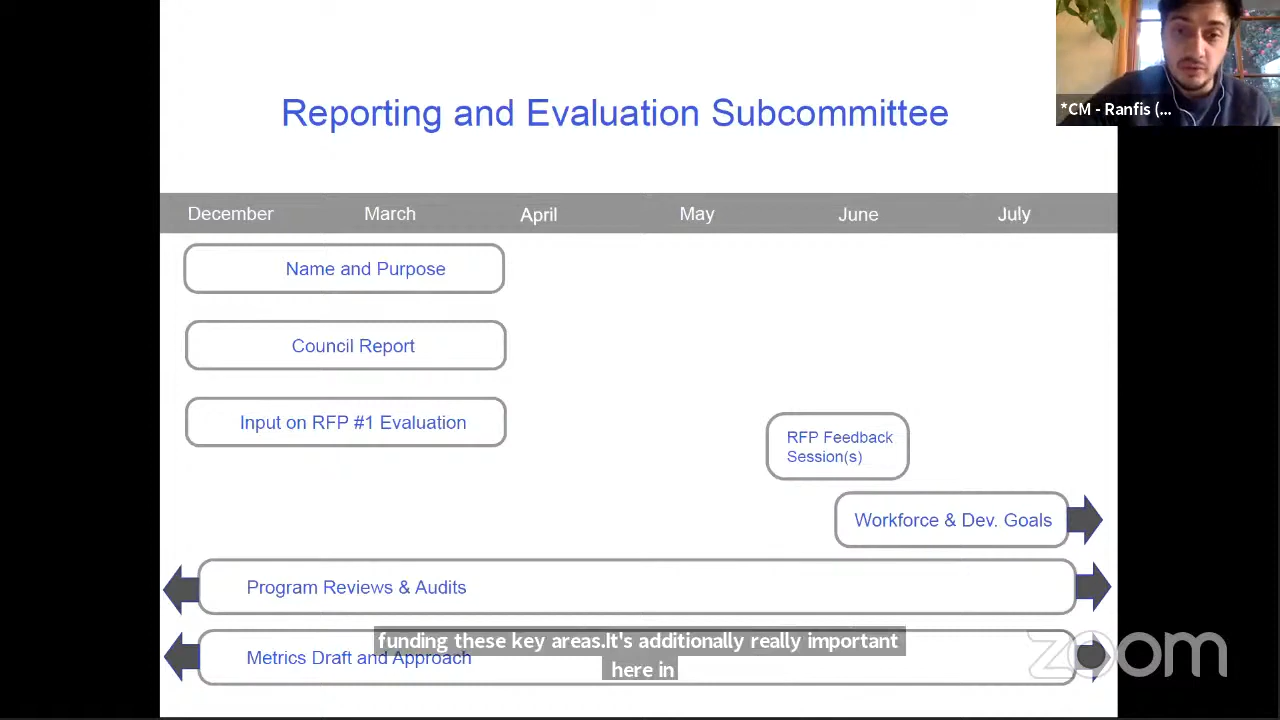 *CM - Ranfis (...
Reporting and Evaluation Subcommittee
December March April May June July
Name and Purpose
Council Report
Input on RFP #1 Evaluation
RFP Feedback
Session(s)
Workforce & Dev. Goals
Program Reviews & Audits
Metrics Draft and Approach
funding these key areas.It's additionally really important
here in
zoom